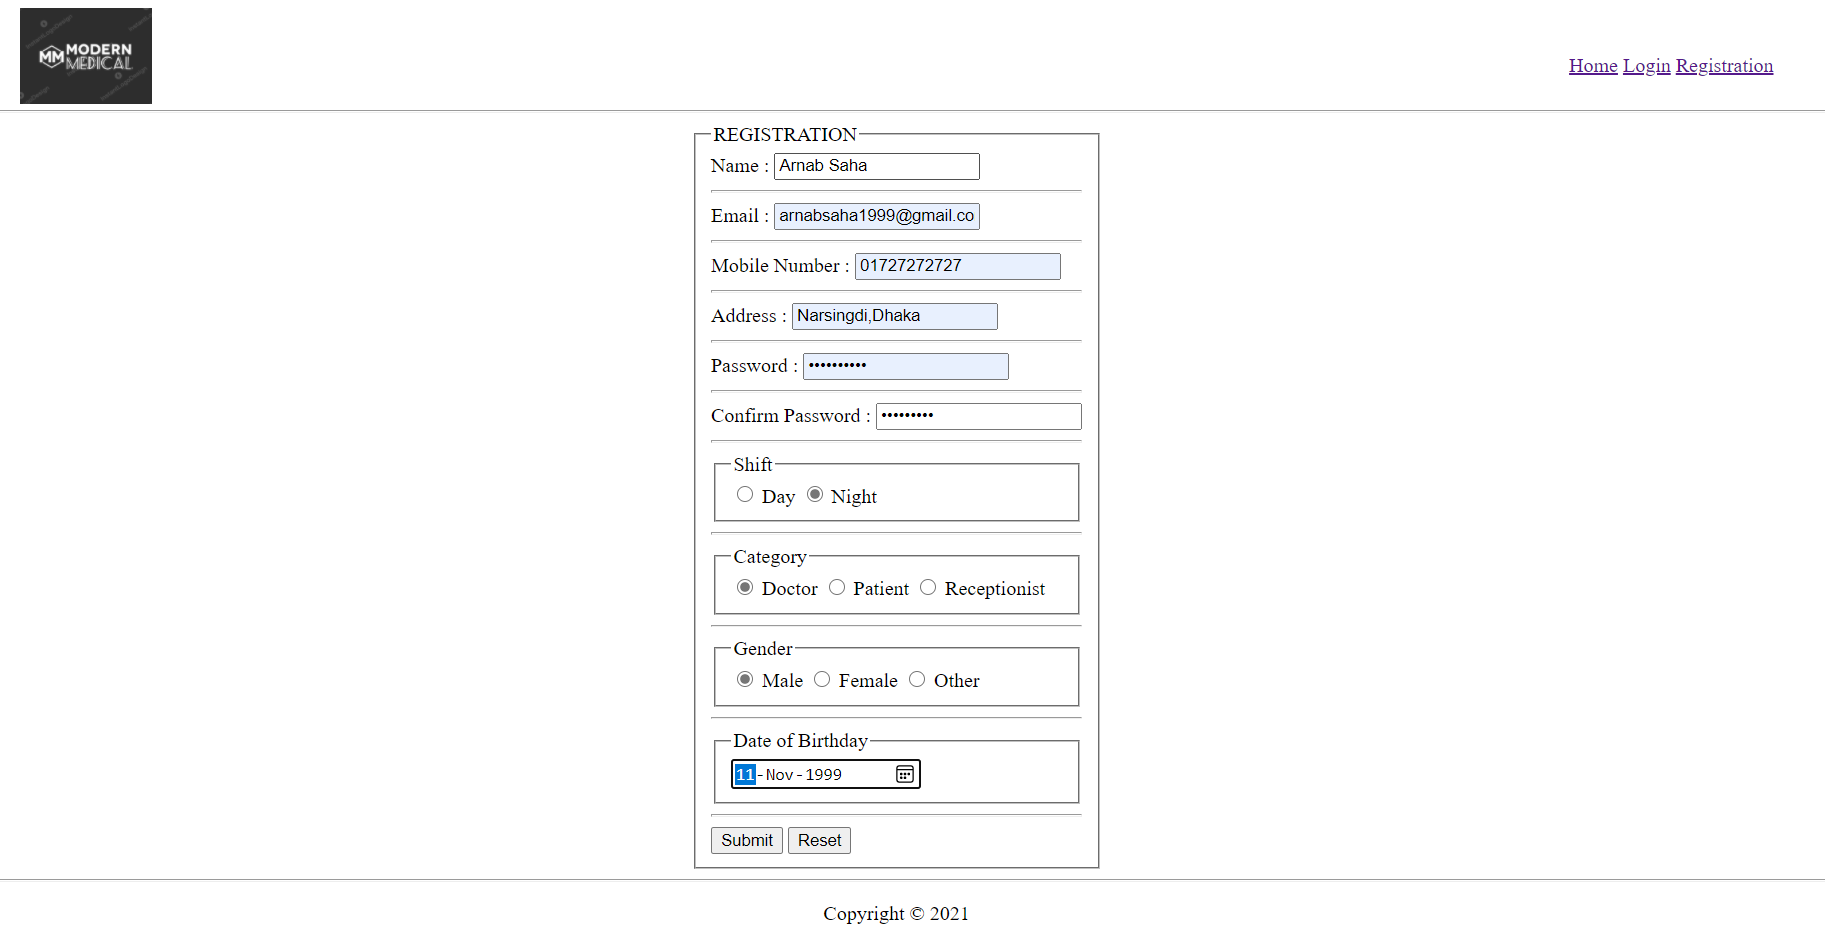 MM MODERN
MEDICAL
Home Login Registration
REGISTRATION
Name : Arnab Saha
Email : arnabsaha1999@gmail.co
Mobile Number : 01727272727
Address : Narsingdi,Dhaka
Password : ••••••••••
Confirm Password : •••••••••
Shift
Day Night
Category
Doctor Patient Receptionist
Gender
Male Female Other
Date of Birthday
11-Nov-1999
Submit Reset
Copyright © 2021